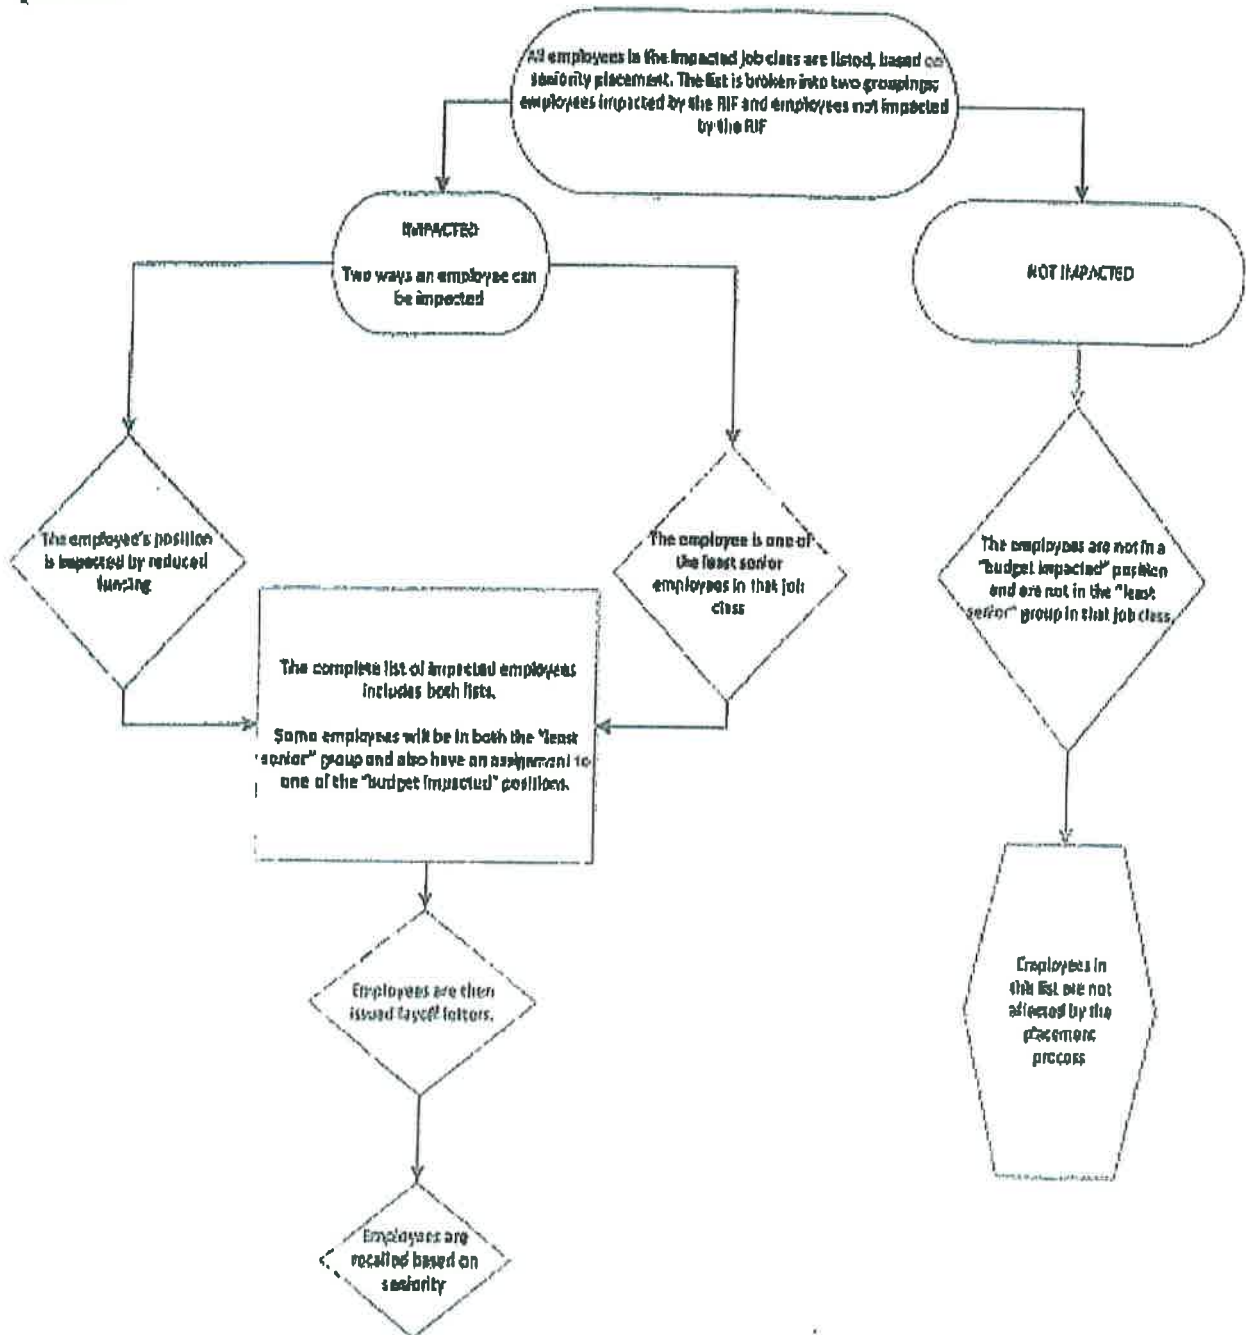 All employees in the impacted job class are listed, based on
seniority placement. The list is broken into two groupings;
employees impacted by the RIF and employees not impacted
by the RIF
IMPACTED
Two ways an employee can
be impacted
NOT IMPACTED
The employee's position
is impacted by reduced
funding
The employee is one of
the least senior
employees in that job
class
The employees are not in a
"budget impacted" position
and are not in the "least
senior" group in that job class.
The complete list of impacted employees
includes both lists.
Some employees will be in both the "least
senior" group and also have an assignment to
one of the "budget impacted" positions.
Employees are then
issued layoff letters.
Employees in
this list are not
affected by the
placement
process
Employees are
recalled based on
seniority